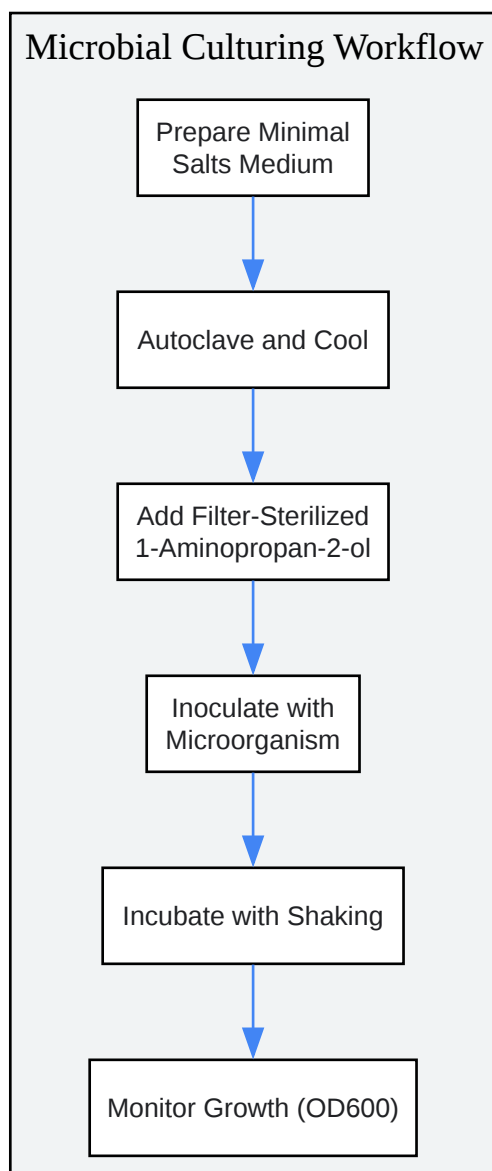 Microbial Culturing Workflow
Prepare Minimal
Salts Medium
Autoclave and Cool
Add Filter-Sterilized
1-Aminopropan-2-ol
Inoculate with
Microorganism
Incubate with Shaking
Monitor Growth (OD600)